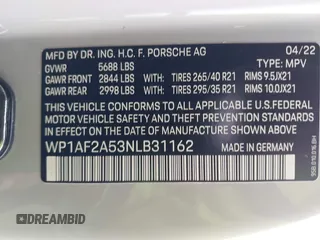 MFD BY DR. ING. H.C. F. PORSCHE AG 04/22
GVWR 5688 LBS TYPE: MPV
GAWR FRONT 2844 LBS WITH: TIRES 265/40 R21 RIMS 9.5JX21
GAWR REAR 2998 LBS WITH: TIRES 295/35 R21 RIMS 10.0JX21
THIS VEHICLE CONFORMS TO ALL APPLICABLE U.S. FEDERAL
MOTOR VEHICLE SAFETY AND THEFT PREVENTION STANDARDS IN
EFFECT ON THE DATE OF MANUFACTURE SHOWN ABOVE.
WP1AF2A53NLB31162 MADE IN GERMANY
DREAMBID